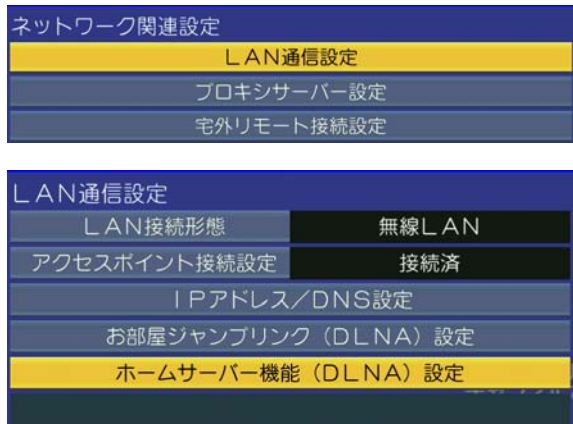 ネットワーク関連設定
ＬＡＮ通信設定
プロキシサーバー設定
宅外リモート接続設定
ＬＡＮ通信設定
ＬＡＮ接続形態 無線ＬＡＮ
アクセスポイント接続設定 接続済
ＩＰアドレス／ＤＮＳ設定
お部屋ジャンプリンク（ＤＬＮＡ）設定
ホームサーバー機能（ＤＬＮＡ）設定